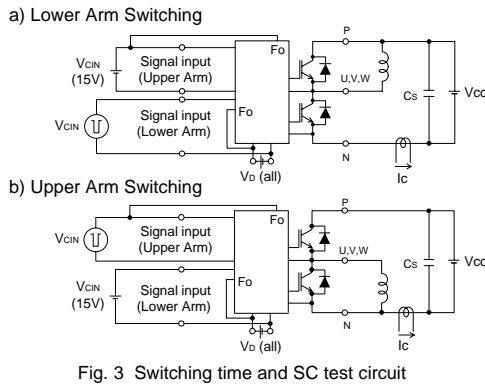 a) Lower Arm Switching
P
VCIN
(15V)
Signal input
(Upper Arm)
Fo
Signal input
(Lower Arm)
Fo
VCIN
U,V,W
CS
VCC
VD (all)
N
Ic
b) Upper Arm Switching
P
VCIN
Signal input
(Upper Arm)
Fo
VCIN
(15V)
Signal input
(Lower Arm)
Fo
U,V,W
CS
VCC
VD (all)
N
Ic
Fig. 3 Switching time and SC test circuit